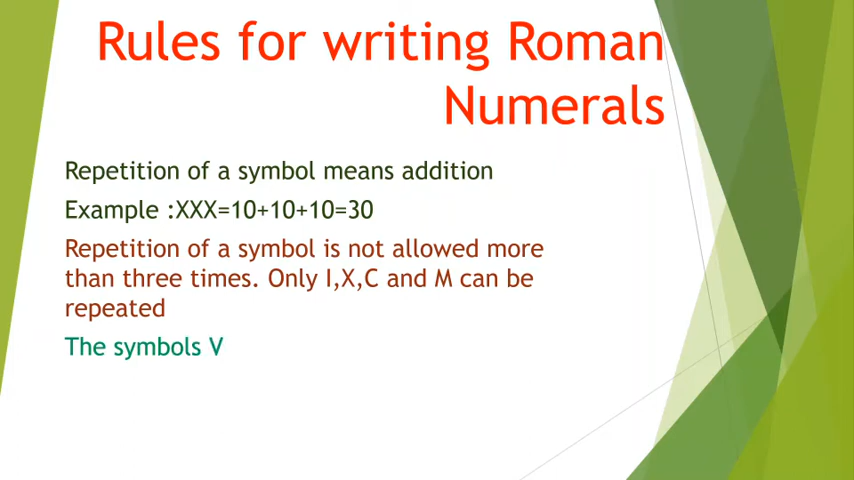 Rules for writing Roman
Numerals
Repetition of a symbol means addition
Example :XXX=10+10+10=30
Repetition of a symbol is not allowed more
than three times. Only I,X,C and M can be
repeated
The symbols V